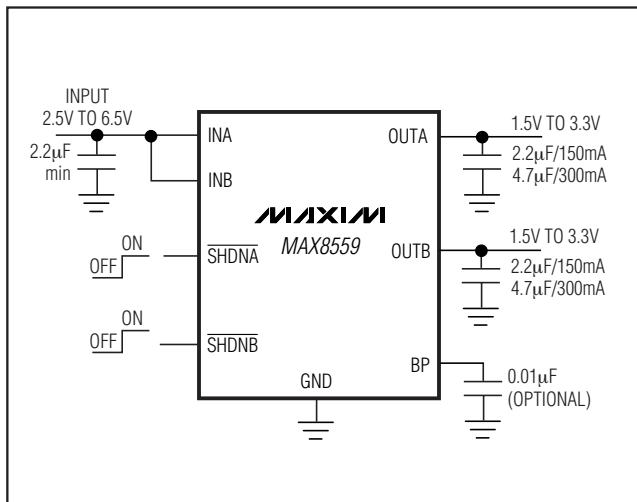 INPUT
2.5V TO 6.5V
2.2µF
min
INA
INB
ON
OFF
SHDNA
ON
OFF
SHDNB
MAXIM
MAX8559
GND
OUTA
1.5V TO 3.3V
2.2µF/150mA
4.7µF/300mA
OUTB
1.5V TO 3.3V
2.2µF/150mA
4.7µF/300mA
BP
0.01µF
(OPTIONAL)